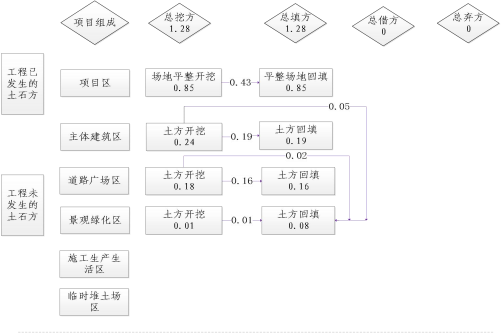 项目组成
总挖方
1.28
总填方
1.28
总借方
0
总弃方
0
工程已
发生的
土石方
项目区
场地平整开挖
0.85
0.43
平整场地回填
0.85
0.05
主体建筑区
土方开挖
0.24
0.19
土方回填
0.19
0.02
工程未
发生的
土石方
道路广场区
土方开挖
0.18
0.16
土方回填
0.16
景观绿化区
土方开挖
0.01
0.01
土方回填
0.08
施工生产生
活区
临时堆土场
区